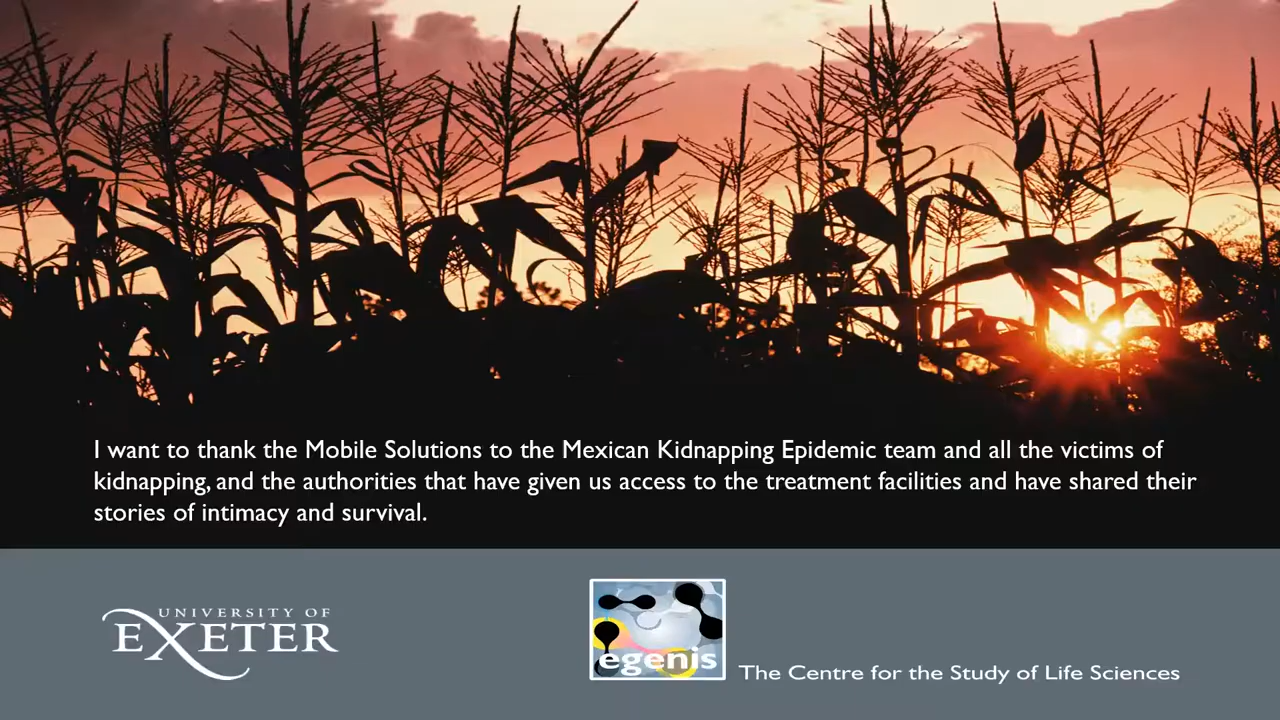 I want to thank the Mobile Solutions to the Mexican Kidnapping Epidemic team and all the victims of
kidnapping, and the authorities that have given us access to the treatment facilities and have shared their
stories of intimacy and survival.
UNIVERSITY OF
EXETER
egenis
The Centre for the Study of Life Sciences